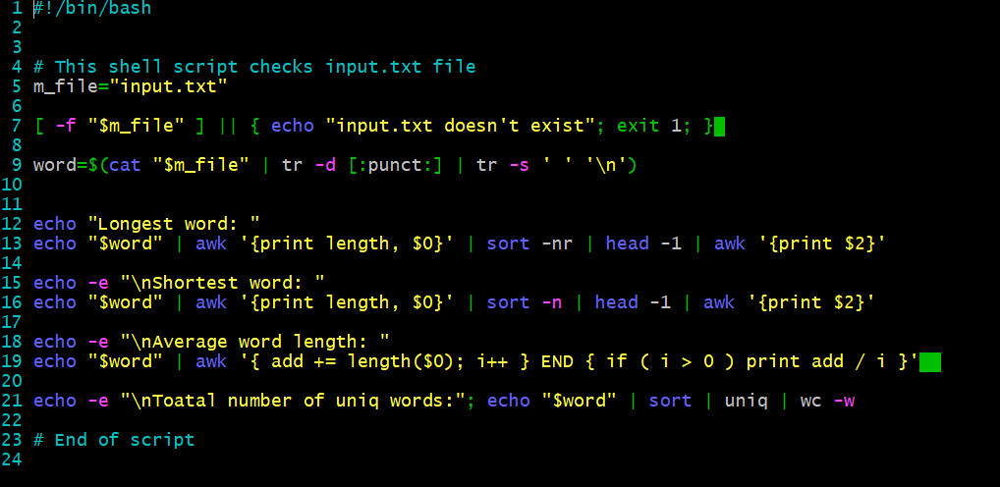 1 #!/bin/bash
2
3
4 # This shell script checks input.txt file
5 m_file="input.txt"
6
7 [ -f "$m_file" ] || { echo "input.txt doesn't exist"; exit 1; }
8
9 word=$(cat "$m_file" | tr -d [:punct:] | tr -s ' ' '\n')
10
11
12 echo "Longest word: "
13 echo "$word" | awk '{print length, $0}' | sort -nr | head -1 | awk '{print $2}'
14
15 echo -e "\nShortest word: "
16 echo "$word" | awk '{print length, $0}' | sort -n | head -1 | awk '{print $2}'
17
18 echo -e "\nAverage word length: "
19 echo "$word" | awk '{ add += length($0); i++ } END { if ( i > 0 ) print add / i }'
20
21 echo -e "\nToatal number of uniq words:"; echo "$word" | sort | uniq | wc -w
22
23 # End of script
24